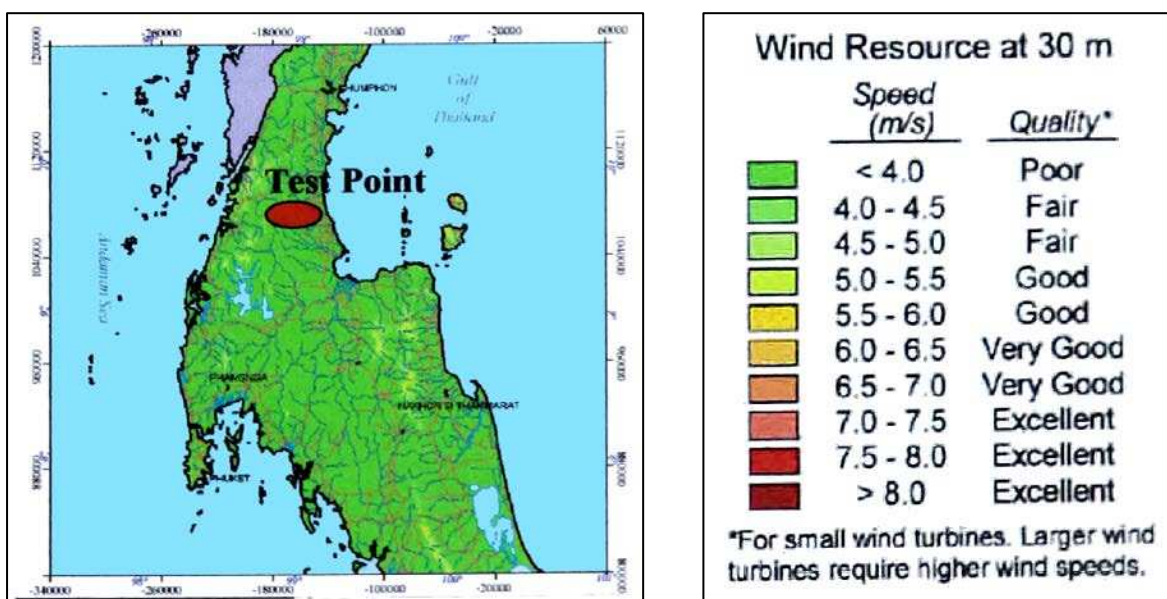 -260000 -180000 -100000 -20000 60000
1200000
HUMPHON
Gulf
of
Thailand
1120000
Test Point
1040000
Andaman Sea
960000
PHANGNGA
NAKHON SI THAMMARAT
880000
PHUKET
-340000 -260000 -180000 -100000 -20000
Wind Resource at 30 m
Speed
(m/s) Quality*
< 4.0 Poor
4.0 - 4.5 Fair
4.5 - 5.0 Fair
5.0 - 5.5 Good
5.5 - 6.0 Good
6.0 - 6.5 Very Good
6.5 - 7.0 Very Good
7.0 - 7.5 Excellent
7.5 - 8.0 Excellent
> 8.0 Excellent
*For small wind turbines. Larger wind
turbines require higher wind speeds.